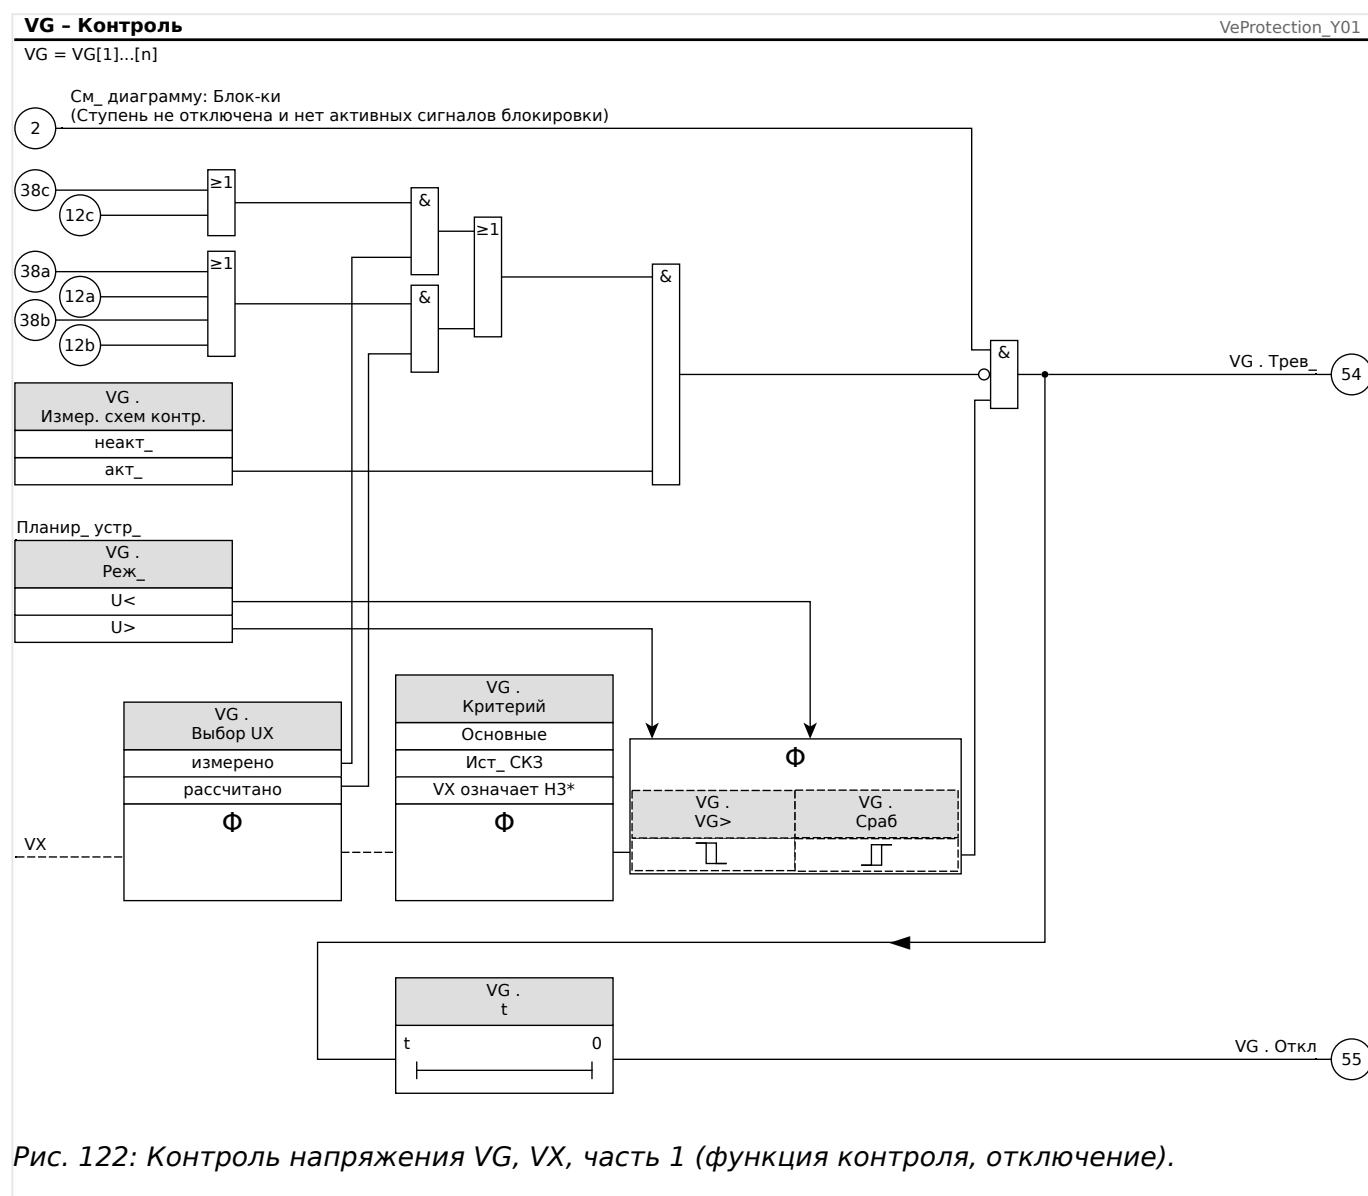 VG – Контроль
VeProtection_Y01
VG = VG[1]...[n]
См_ диаграмму: Блок-ки
(Ступень не отключена и нет активных сигналов блокировки)
2
38c
12c
≥1
&
≥1
38a
12a
38b
12b
≥1
&
&
&
VG . Трев_
54
VG .
Измер. схем контр.
неакт_
акт_
Планир_ устр_
VG .
Реж_
U<
U>
VG .
Выбор UX
измерено
рассчитано
Φ
VX
VG .
Критерий
Основные
Ист_ СКЗ
VX означает НЗ*
Φ
Φ
VG .
VG>
VG .
Сраб
VG .
t
t
0
VG . Откл
55
Рис. 122: Контроль напряжения VG, VX, часть 1 (функция контроля, отключение).